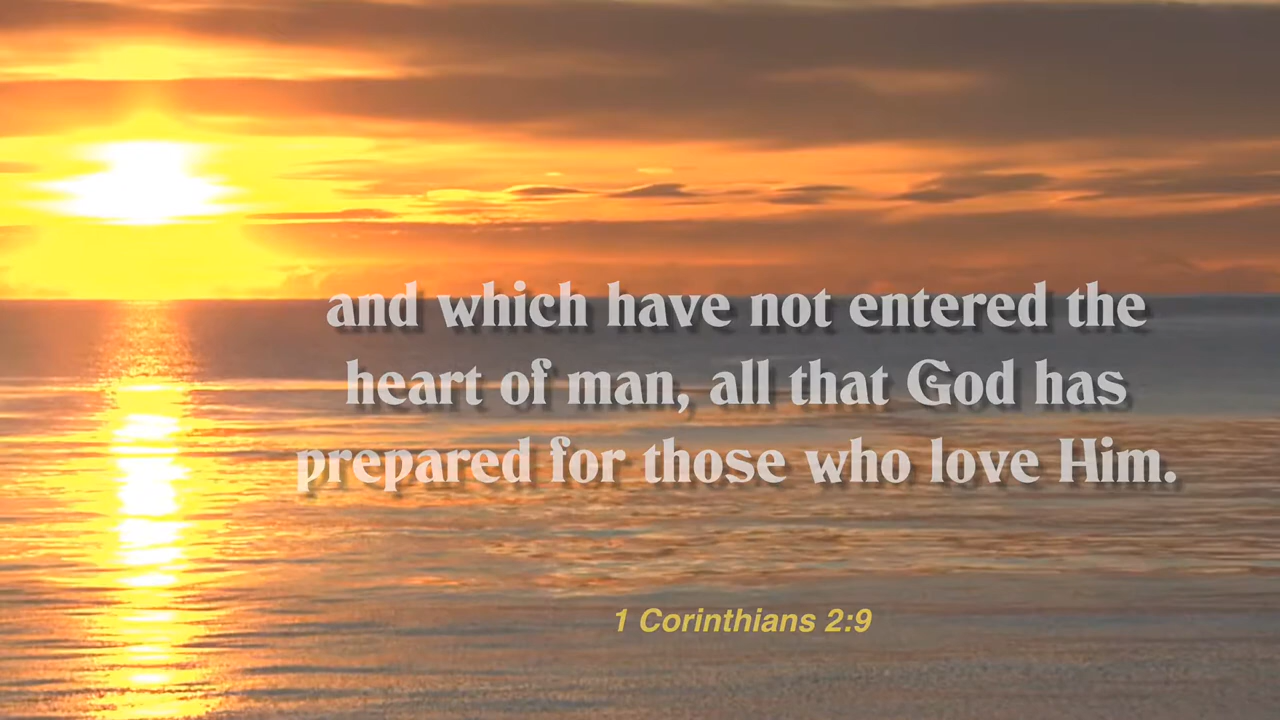 and which have not entered the
heart of man, all that God has
prepared for those who love Him.
1 Corinthians 2:9